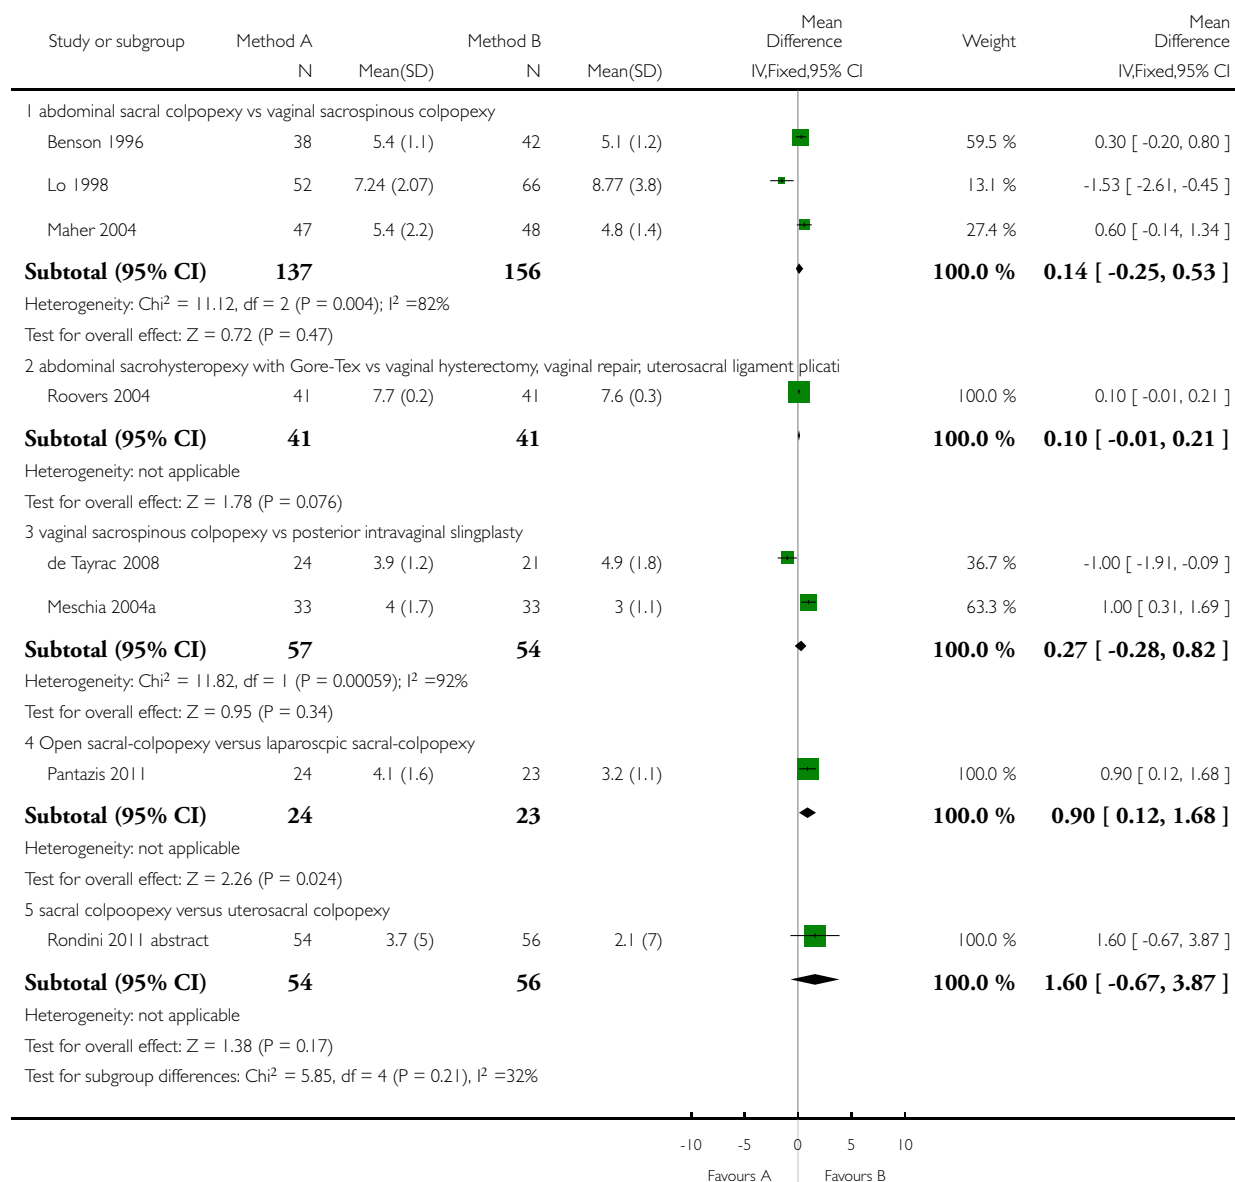 Mean Mean
Study or subgroup Method A Method B Difference Weight Difference
N Mean(SD) N Mean(SD) IV,Fixed,95% CI IV,Fixed,95% CI
1 abdominal sacral colpopexy vs vaginal sacrospinous colpopexy
Benson 1996 38 5.4 (1.1) 42 5.1 (1.2) 59.5 % 0.30 [ -0.20, 0.80 ]
Lo 1998 52 7.24 (2.07) 66 8.77 (3.8) 13.1 % -1.53 [ -2.61, -0.45 ]
Maher 2004 47 5.4 (2.2) 48 4.8 (1.4) 27.4 % 0.60 [ -0.14, 1.34 ]
Subtotal (95% CI) 137 156 100.0 % 0.14 [ -0.25, 0.53 ]
Heterogeneity: Chi² = 11.12, df = 2 (P = 0.004); I² =82%
Test for overall effect: Z = 0.72 (P = 0.47)
2 abdominal sacrohysteropexy with Gore-Tex vs vaginal hysterectomy, vaginal repair, uterosacral ligament plicati
Roovers 2004 41 7.7 (0.2) 41 7.6 (0.3) 100.0 % 0.10 [ -0.01, 0.21 ]
Subtotal (95% CI) 41 41 100.0 % 0.10 [ -0.01, 0.21 ]
Heterogeneity: not applicable
Test for overall effect: Z = 1.78 (P = 0.076)
3 vaginal sacrospinous colpopexy vs posterior intravaginal slingplasty
de Tayrac 2008 24 3.9 (1.2) 21 4.9 (1.8) 36.7 % -1.00 [ -1.91, -0.09 ]
Meschia 2004a 33 4 (1.7) 33 3 (1.1) 63.3 % 1.00 [ 0.31, 1.69 ]
Subtotal (95% CI) 57 54 100.0 % 0.27 [ -0.28, 0.82 ]
Heterogeneity: Chi² = 11.82, df = 1 (P = 0.00059); I² =92%
Test for overall effect: Z = 0.95 (P = 0.34)
4 Open sacral-colpopexy versus laparoscpic sacral-colpopexy
Pantazis 2011 24 4.1 (1.6) 23 3.2 (1.1) 100.0 % 0.90 [ 0.12, 1.68 ]
Subtotal (95% CI) 24 23 100.0 % 0.90 [ 0.12, 1.68 ]
Heterogeneity: not applicable
Test for overall effect: Z = 2.26 (P = 0.024)
5 sacral colpoopexy versus uterosacral colpopexy
Rondini 2011 abstract 54 3.7 (5) 56 2.1 (7) 100.0 % 1.60 [ -0.67, 3.87 ]
Subtotal (95% CI) 54 56 100.0 % 1.60 [ -0.67, 3.87 ]
Heterogeneity: not applicable
Test for overall effect: Z = 1.38 (P = 0.17)
Test for subgroup differences: Chi² = 5.85, df = 4 (P = 0.21), I² =32%
-10 -5 0 5 10
Favours A Favours B